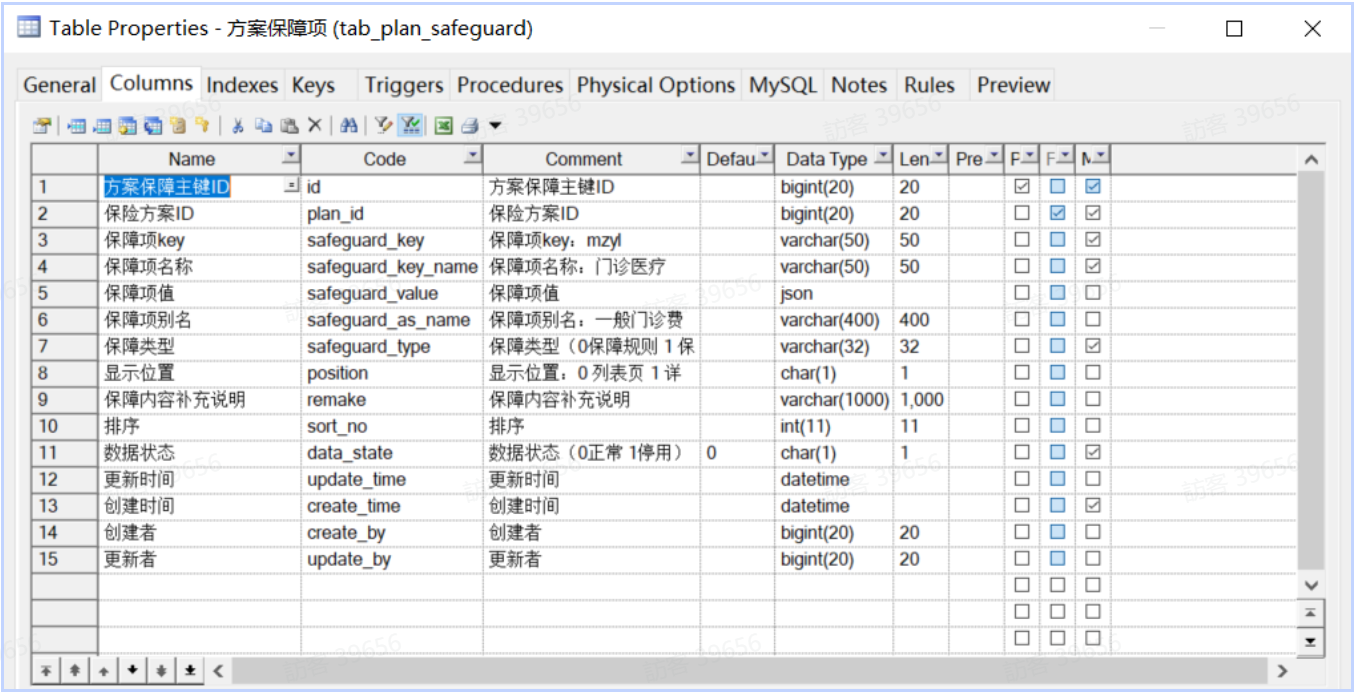 Table Properties - 方案保障项 (tab_plan_safeguard)
General Columns Indexes Keys Triggers Procedures Physical Options MySQL Notes Rules Preview
Name Code Comment Defau Data Type Len Pre P F M
1 方案保障主键ID = id 方案保障主键ID bigint(20) 20
2 保险方案ID plan_id 保险方案ID bigint(20) 20
3 保障项key safeguard_key 保障项key：mzyl varchar(50) 50
4 保障项名称 safeguard_key_name 保障项名称：门诊医疗 varchar(50) 50
5 保障项值 safeguard_value 保障项值 json
6 保障项别名 safeguard_as_name 保障项别名：一般门诊费 varchar(400) 400
7 保障类型 safeguard_type 保障类型（0保障规则 1 保 varchar(32) 32
8 显示位置 position 显示位置：0 列表页 1 详 char(1) 1
9 保障内容补充说明 remake 保障内容补充说明 varchar(1000) 1,000
10 排序 sort_no 排序 int(11) 11
11 数据状态 data_state 数据状态（0正常 1停用） 0 char(1) 1
12 更新时间 update_time 更新时间 datetime
13 创建时间 create_time 创建时间 datetime
14 创建者 create_by 创建者 bigint(20) 20
15 更新者 update_by 更新者 bigint(20) 20
訪客 39656